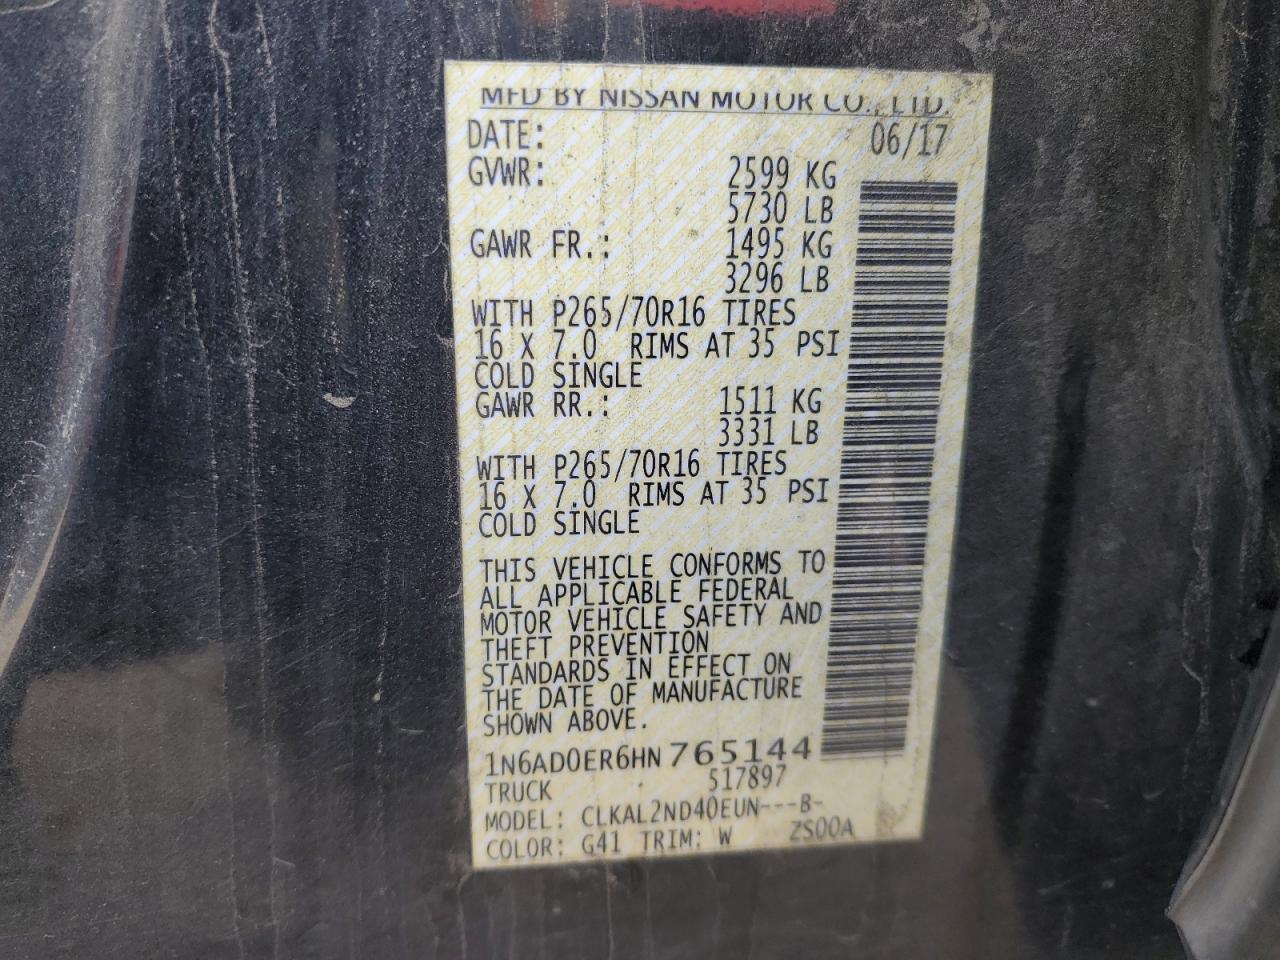 MFD BY NISSAN MOTOR CO., LTD.
DATE: 06/17
GVWR: 2599 KG
5730 LB
GAWR FR.: 1495 KG
3296 LB
WITH P265/70R16 TIRES
16 X 7.0 RIMS AT 35 PSI
COLD SINGLE
GAWR RR.: 1511 KG
3331 LB
WITH P265/70R16 TIRES
16 X 7.0 RIMS AT 35 PSI
COLD SINGLE
THIS VEHICLE CONFORMS TO
ALL APPLICABLE FEDERAL
MOTOR VEHICLE SAFETY AND
THEFT PREVENTION
STANDARDS IN EFFECT ON
THE DATE OF MANUFACTURE
SHOWN ABOVE.
1N6AD0ER6HN765144
TRUCK 517897
MODEL: CLKAL2ND40EUN---B-
COLOR: G41 TRIM: W ZS00A